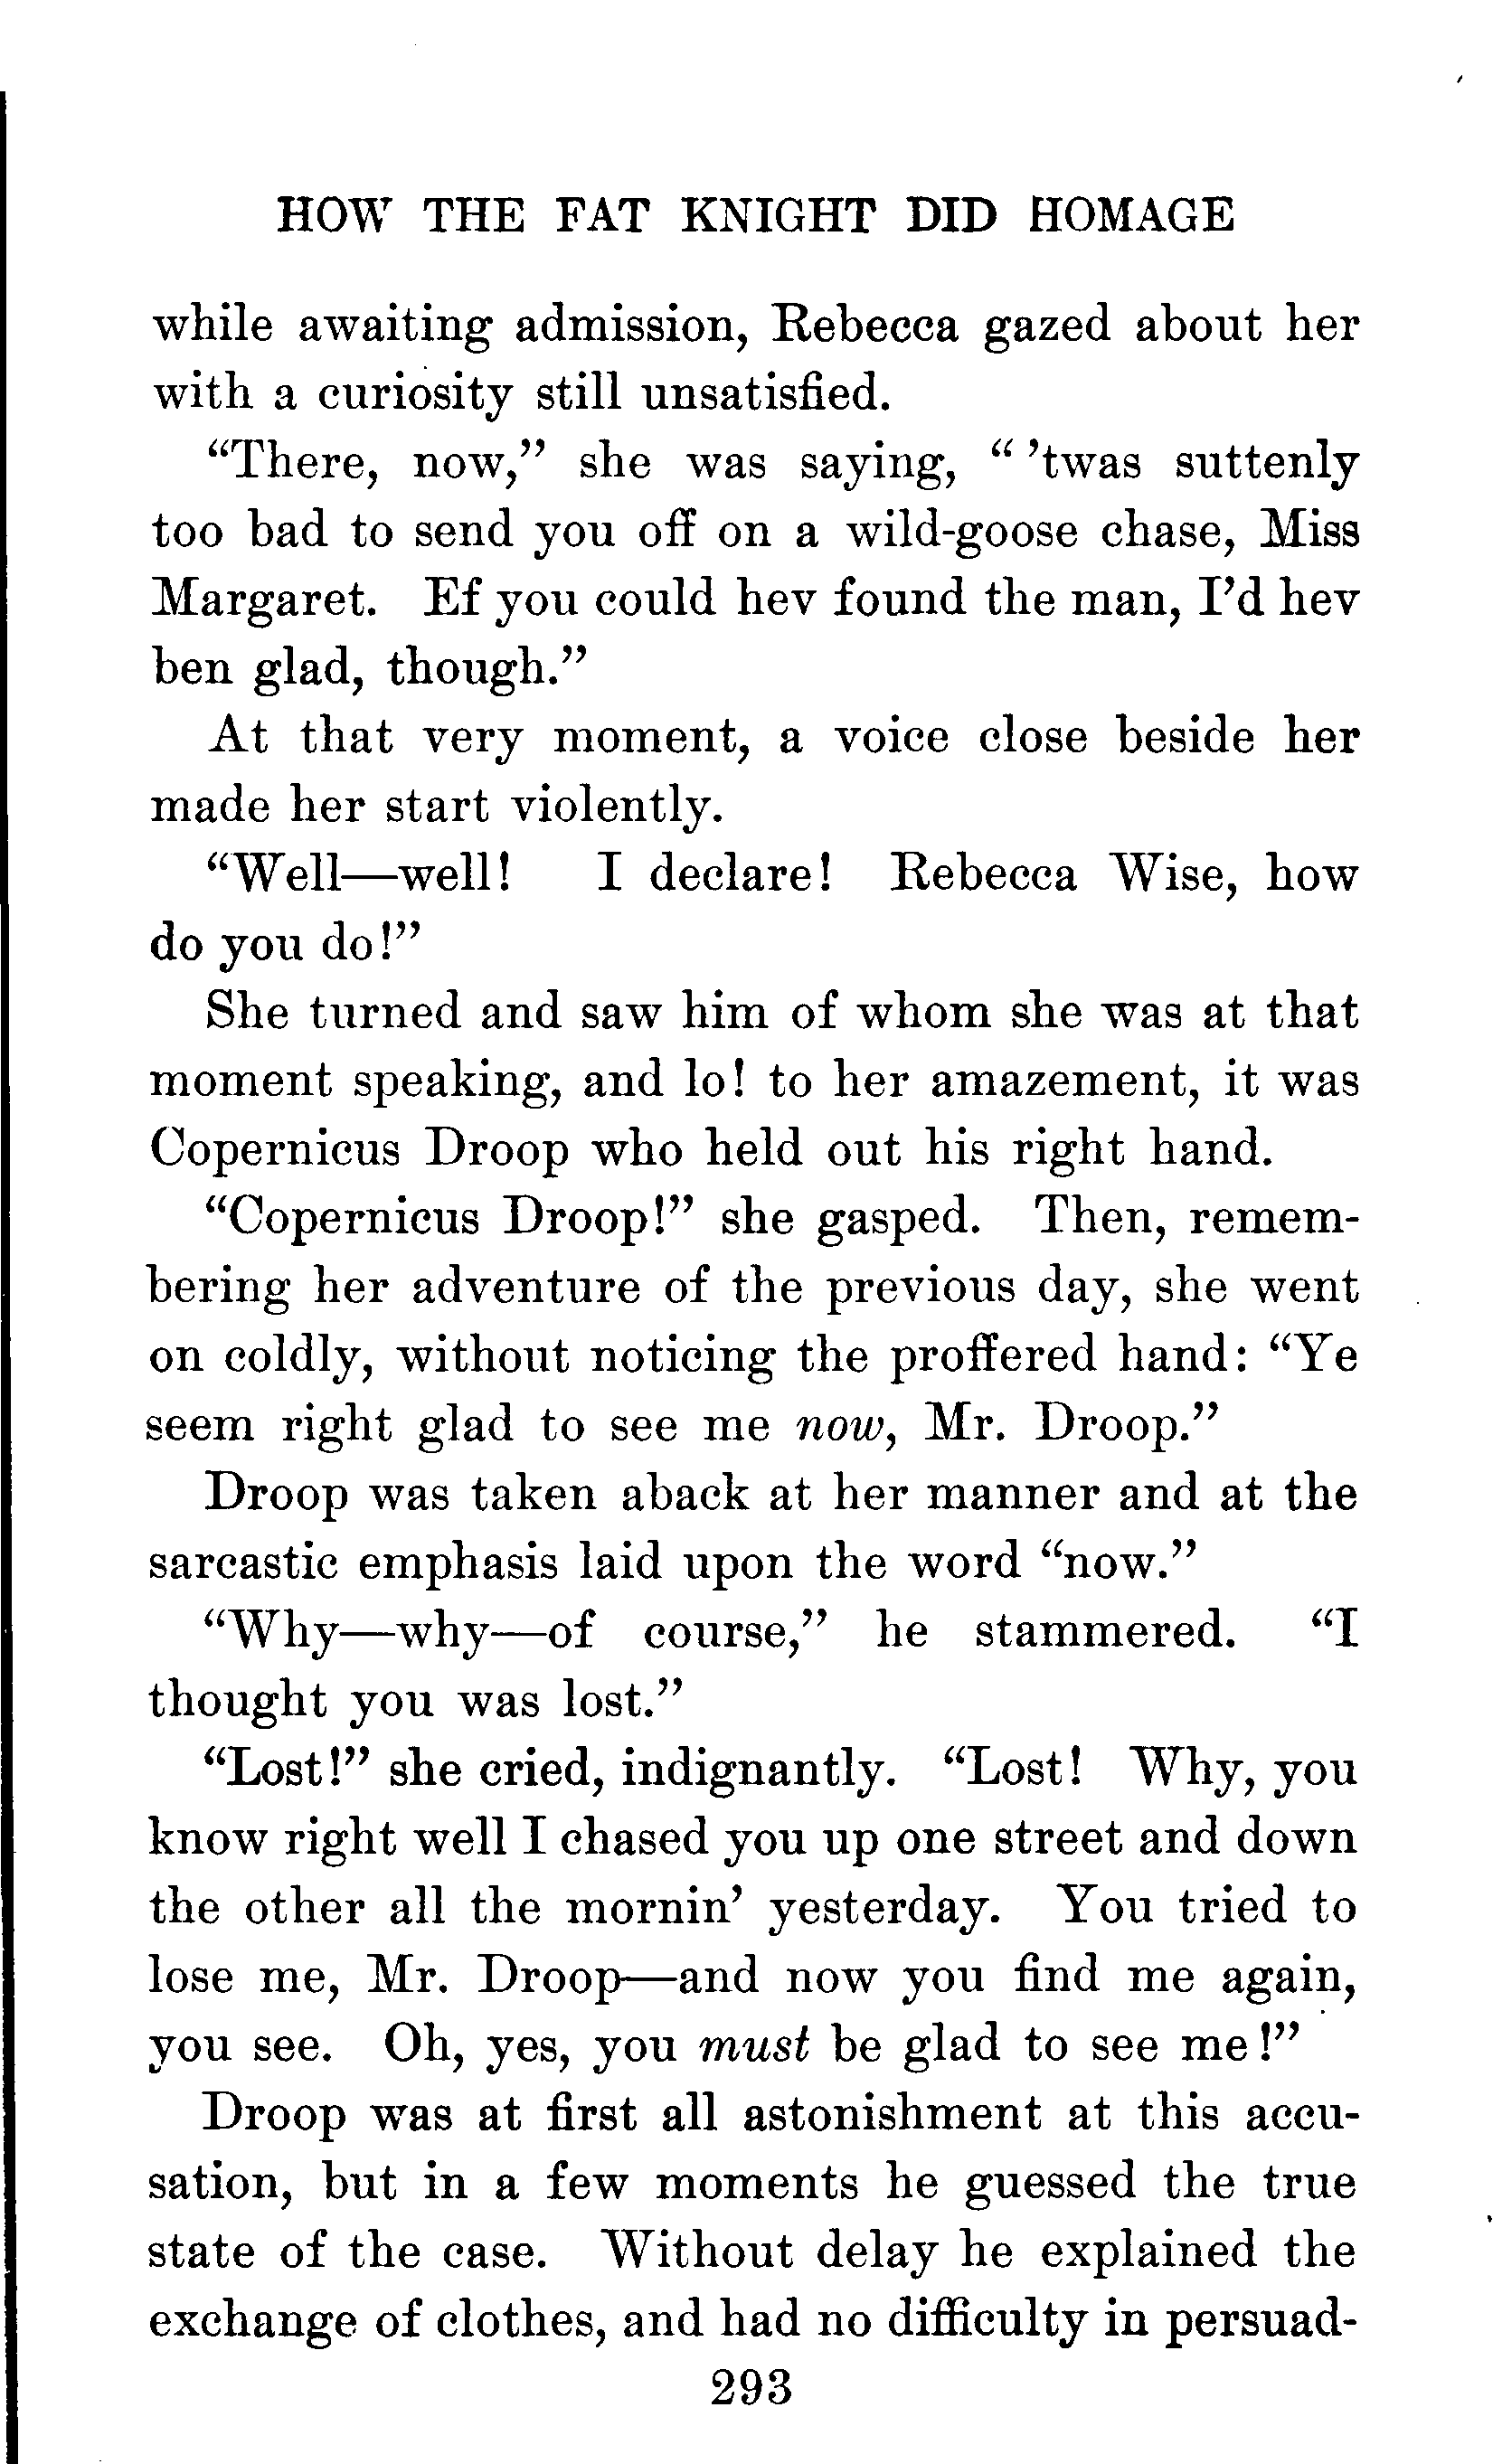 HOW THE FAT KNIGHT DID HOMAGE
while awaiting admission, Rebecca gazed about her
with a curiosity still unsatisfied.
“There, now,” she was saying, “ ’twas suttenly
too bad to send you off on a wild-goose chase, Miss
Margaret. Ef you could hev found the man, I’d hev
ben glad, though.”
At that very moment, a voice close beside her
made her start violently.
“Well—well! I declare! Rebecca Wise, how
do you do!”
She turned and saw him of whom she was at that
moment speaking, and lo! to her amazement, it was
Copernicus Droop who held out his right hand.
“Copernicus Droop!” she gasped. Then, remem-
bering her adventure of the previous day, she went
on coldly, without noticing the proffered hand: “Ye
seem right glad to see me now, Mr. Droop.”
Droop was taken aback at her manner and at the
sarcastic emphasis laid upon the word “now.”
“Why—why—of course,” he stammered. “I
thought you was lost.”
“Lost!” she cried, indignantly. “Lost! Why, you
know right well I chased you up one street and down
the other all the mornin’ yesterday. You tried to
lose me, Mr. Droop—and now you find me again,
you see. Oh, yes, you must be glad to see me!”
Droop was at first all astonishment at this accu-
sation, but in a few moments he guessed the true
state of the case. Without delay he explained the
exchange of clothes, and had no difficulty in persuad-
293